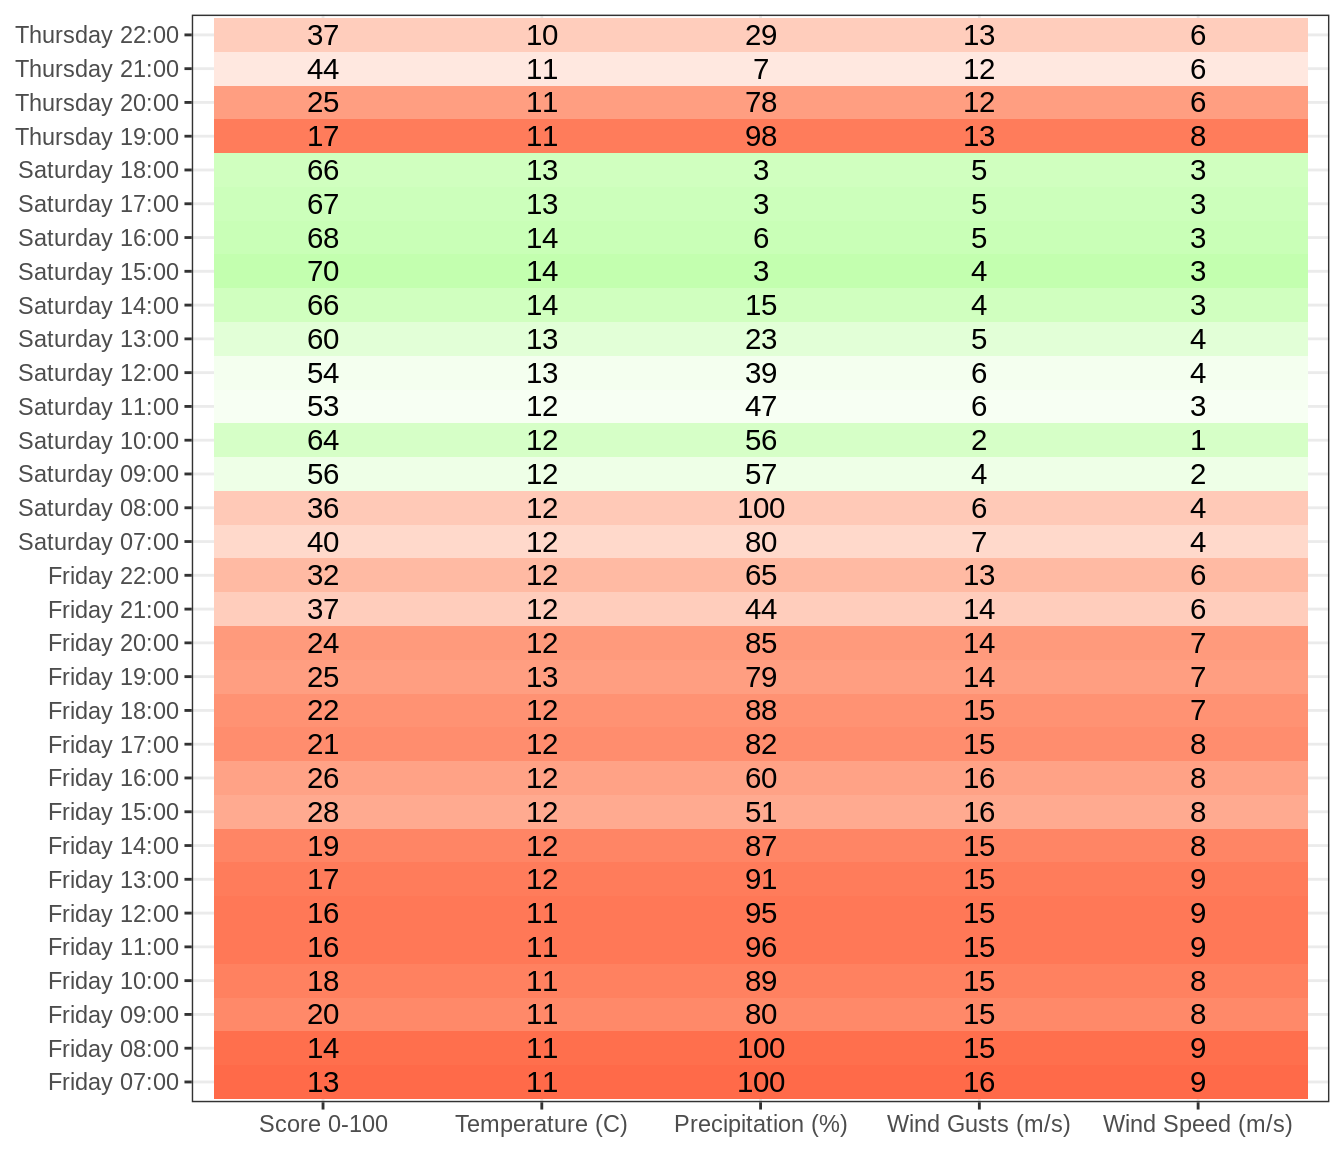 Thursday 22:00 37 10 29 13 6
Thursday 21:00 44 11 7 12 6
Thursday 20:00 25 11 78 12 6
Thursday 19:00 17 11 98 13 8
Saturday 18:00 66 13 3 5 3
Saturday 17:00 67 13 3 5 3
Saturday 16:00 68 14 6 5 3
Saturday 15:00 70 14 3 4 3
Saturday 14:00 66 14 15 4 3
Saturday 13:00 60 13 23 5 4
Saturday 12:00 54 13 39 6 4
Saturday 11:00 53 12 47 6 3
Saturday 10:00 64 12 56 2 1
Saturday 09:00 56 12 57 4 2
Saturday 08:00 36 12 100 6 4
Saturday 07:00 40 12 80 7 4
Friday 22:00 32 12 65 13 6
Friday 21:00 37 12 44 14 6
Friday 20:00 24 12 85 14 7
Friday 19:00 25 13 79 14 7
Friday 18:00 22 12 88 15 7
Friday 17:00 21 12 82 15 8
Friday 16:00 26 12 60 16 8
Friday 15:00 28 12 51 16 8
Friday 14:00 19 12 87 15 8
Friday 13:00 17 12 91 15 9
Friday 12:00 16 11 95 15 9
Friday 11:00 16 11 96 15 9
Friday 10:00 18 11 89 15 8
Friday 09:00 20 11 80 15 8
Friday 08:00 14 11 100 15 9
Friday 07:00 13 11 100 16 9
Score 0-100 Temperature (C) Precipitation (%) Wind Gusts (m/s) Wind Speed (m/s)